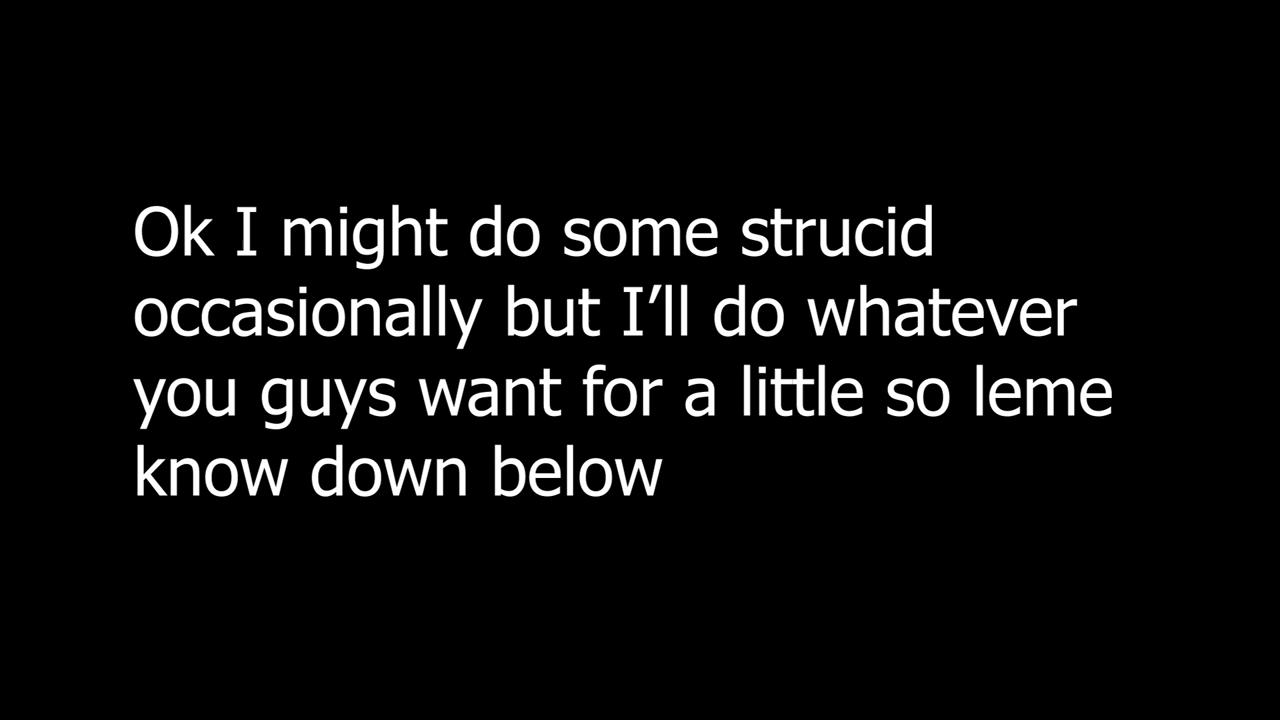 Ok I might do some strucid
occasionally but I’ll do whatever
you guys want for a little so leme
know down below